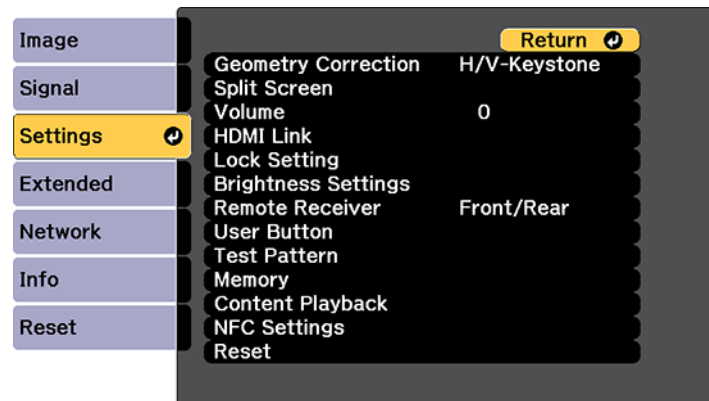 Image
Signal
Settings
Extended
Network
Info
Reset
Return
Geometry Correction H/V-Keystone
Split Screen
Volume 0
HDMI Link
Lock Setting
Brightness Settings
Remote Receiver Front/Rear
User Button
Test Pattern
Memory
Content Playback
NFC Settings
Reset